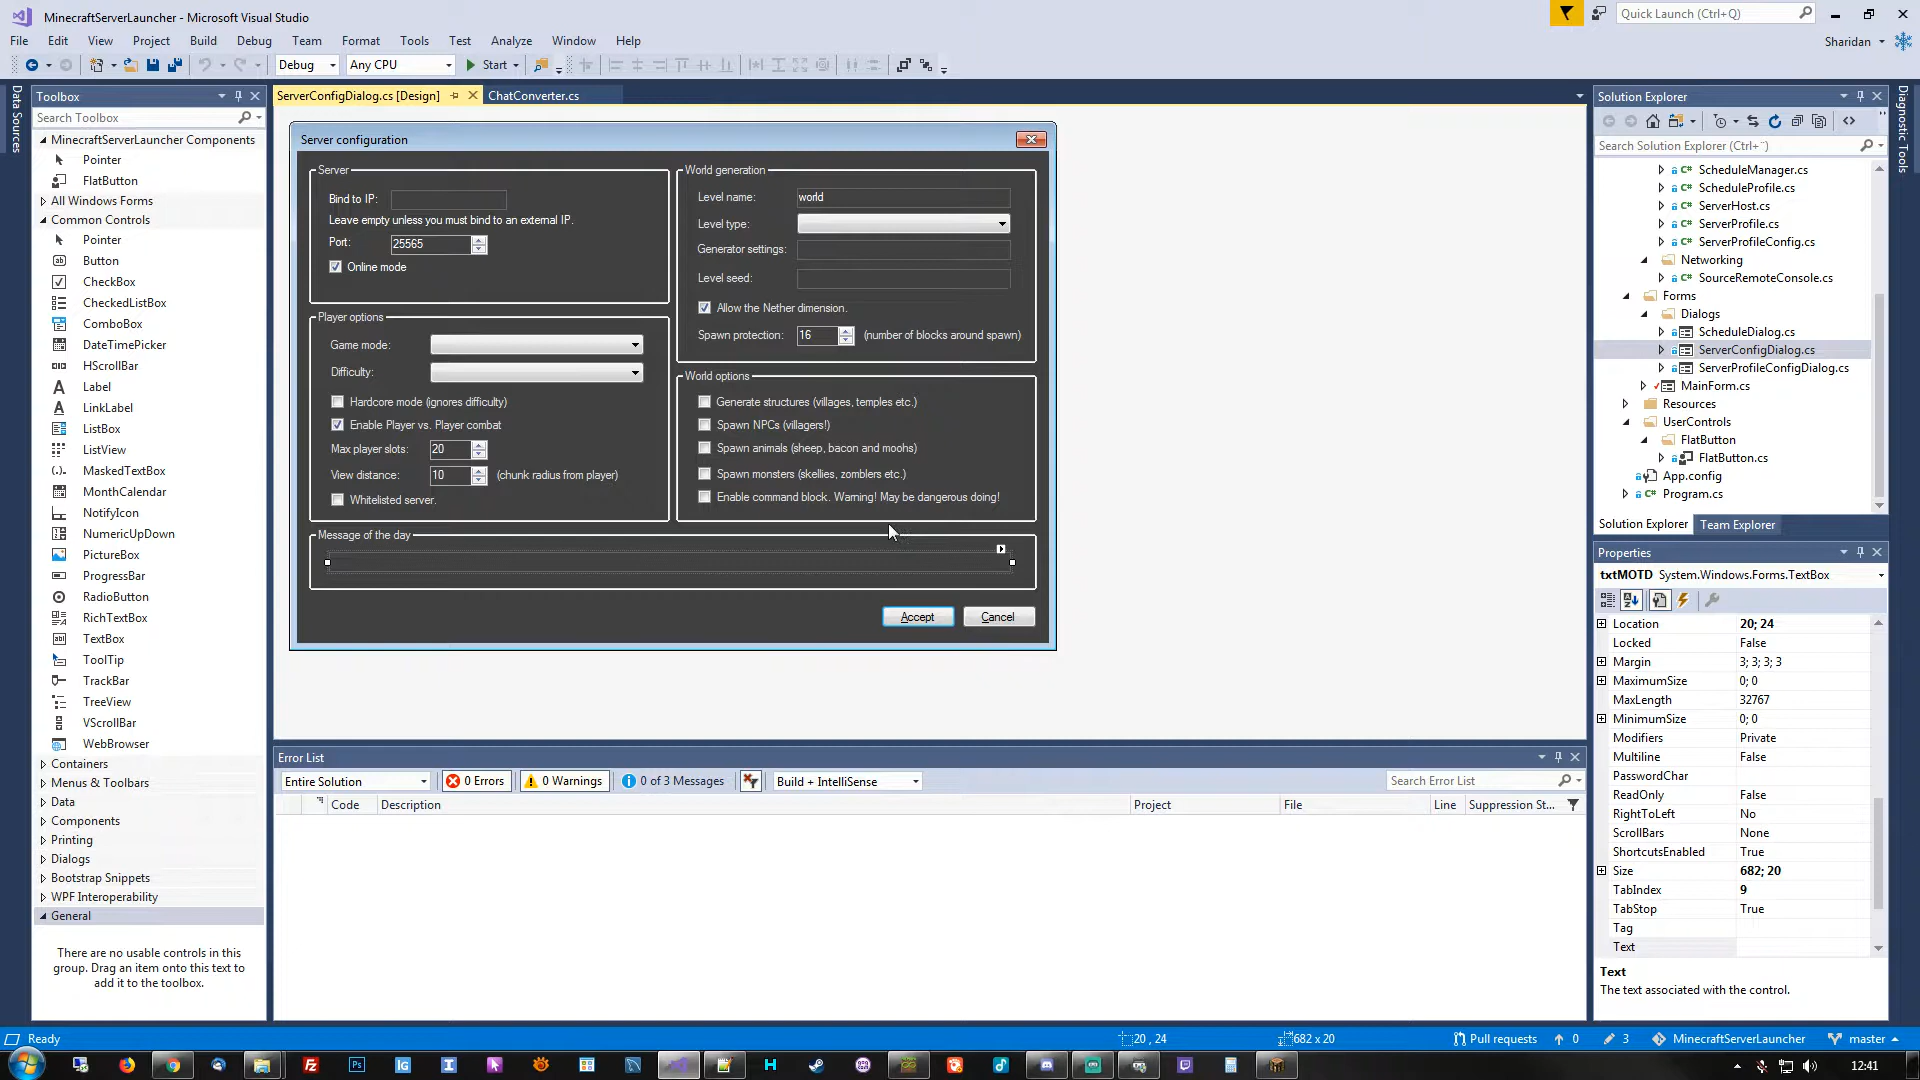 MinecraftServerLauncher - Microsoft Visual Studio
Quick Launch (Ctrl+Q)
File Edit View Project Build Debug Team Format Tools Test Analyze Window Help
Sharidan
Debug Any CPU Start
Data Sources
Toolbox
Search Toolbox
MinecraftServerLauncher Components
Pointer
FlatButton
All Windows Forms
Common Controls
Pointer
Button
CheckBox
CheckedListBox
ComboBox
DateTimePicker
HScrollBar
Label
LinkLabel
ListBox
ListView
MaskedTextBox
MonthCalendar
NotifyIcon
NumericUpDown
PictureBox
ProgressBar
RadioButton
RichTextBox
TextBox
ToolTip
TrackBar
TreeView
VScrollBar
WebBrowser
Containers
Menus & Toolbars
Data
Components
Printing
Dialogs
Bootstrap Snippets
WPF Interoperability
General
There are no usable controls in this
group. Drag an item onto this text to
add it to the toolbox.
ServerConfigDialog.cs [Design] ChatConverter.cs
Server configuration
Server
Bind to IP:
Leave empty unless you must bind to an external IP.
Port: 25565
Online mode
Player options
Game mode:
Difficulty:
Hardcore mode (ignores difficulty)
Enable Player vs. Player combat
Max player slots: 20
View distance: 10 (chunk radius from player)
Whitelisted server.
World generation
Level name: world
Level type:
Generator settings:
Level seed:
Allow the Nether dimension.
Spawn protection: 16 (number of blocks around spawn)
World options
Generate structures (villages, temples etc.)
Spawn NPCs (villagers!)
Spawn animals (sheep, bacon and moohs)
Spawn monsters (skellies, zomblers etc.)
Enable command block. Warning! May be dangerous doing!
Message of the day
Accept Cancel
Error List
Entire Solution 0 Errors 0 Warnings 0 of 3 Messages Build + IntelliSense Search Error List
Code Description Project File Line Suppression St...
Solution Explorer
Search Solution Explorer (Ctrl+¨)
ScheduleManager.cs
ScheduleProfile.cs
ServerHost.cs
ServerProfile.cs
ServerProfileConfig.cs
Networking
SourceRemoteConsole.cs
Forms
Dialogs
ScheduleDialog.cs
ServerConfigDialog.cs
ServerProfileConfigDialog.cs
MainForm.cs
Resources
UserControls
FlatButton
FlatButton.cs
App.config
Program.cs
Solution Explorer Team Explorer
Properties
txtMOTD System.Windows.Forms.TextBox
Location 20; 24
Locked False
Margin 3; 3; 3; 3
MaximumSize 0; 0
MaxLength 32767
MinimumSize 0; 0
Modifiers Private
Multiline False
PasswordChar
ReadOnly False
RightToLeft No
ScrollBars None
ShortcutsEnabled True
Size 682; 20
TabIndex 9
TabStop True
Tag
Text
Text
The text associated with the control.
Diagnostic Tools
Ready 20 , 24 682 x 20 Pull requests 0 3 MinecraftServerLauncher master
12:41